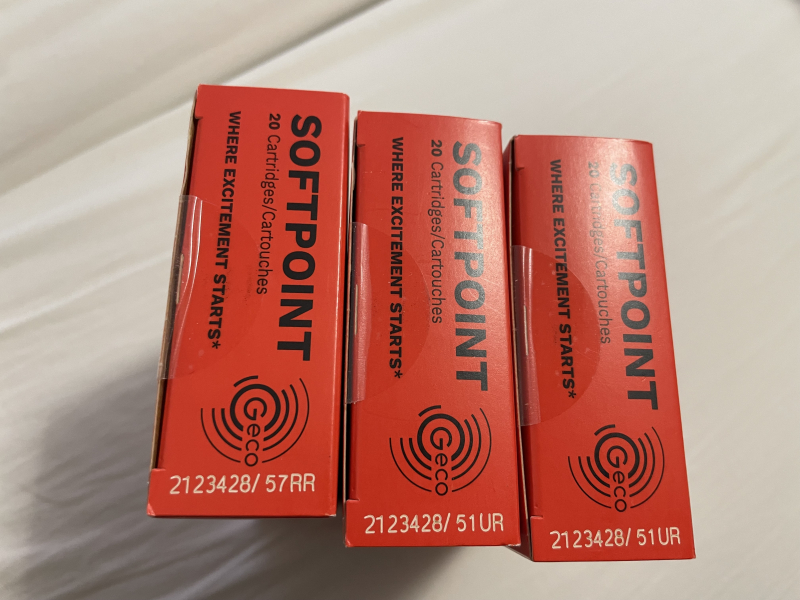 SOFTPOINT
20 Cartridges/Cartouches
WHERE EXCITEMENT STARTS*
Geco
2123428/ 57RR
SOFTPOINT
20 Cartridges/Cartouches
WHERE EXCITEMENT STARTS*
Geco
2123428/ 51UR
SOFTPOINT
20 Cartridges/Cartouches
WHERE EXCITEMENT STARTS*
Geco
2123428/ 51UR